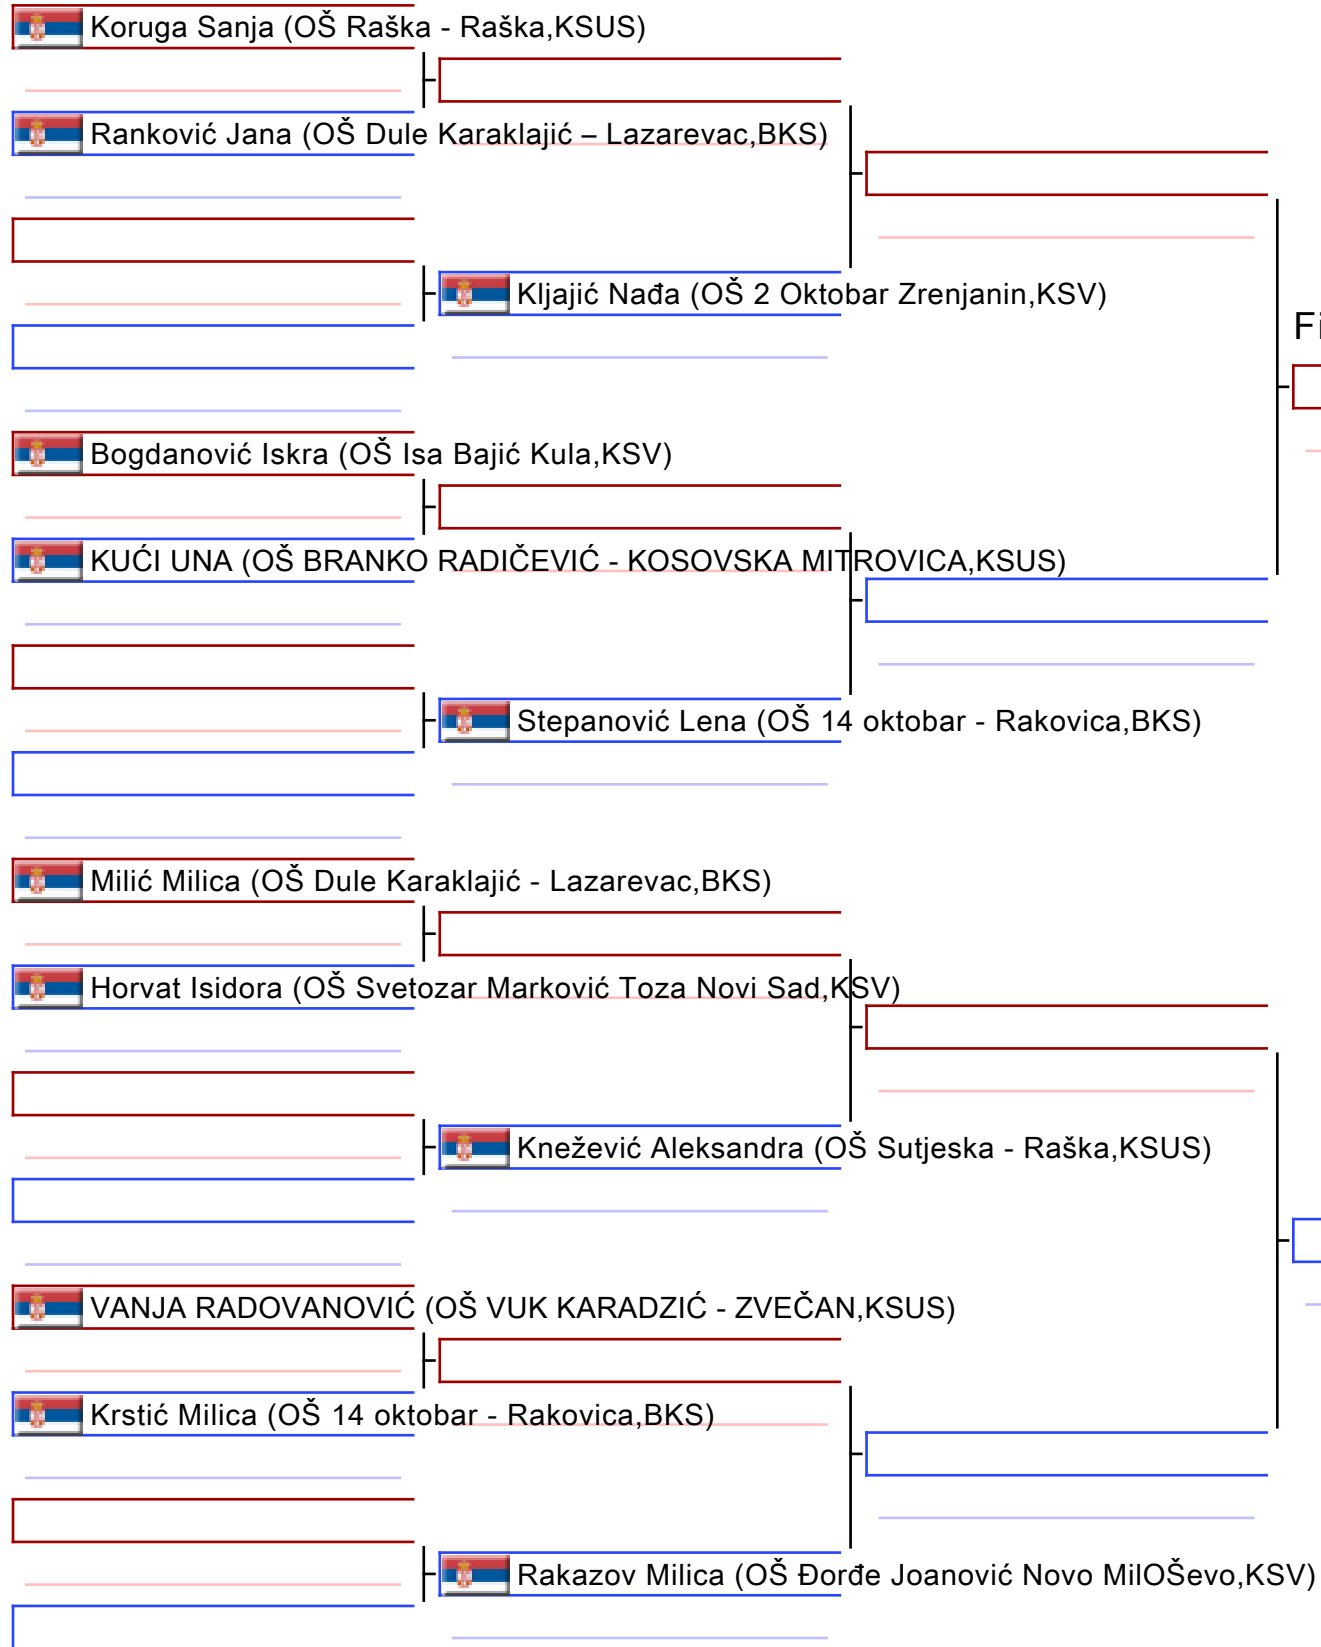 Koruga Sanja (OŠ Raška - Raška,KSUS)
Ranković Jana (OŠ Dule Karaklajić – Lazarevac,BKS)
Kljajić Nađa (OŠ 2 Oktobar Zrenjanin,KSV)
Bogdanović Iskra (OŠ Isa Bajić Kula,KSV)
KUĆI UNA (OŠ BRANKO RADIČEVIĆ - KOSOVSKA MITROVICA,KSUS)
Stepanović Lena (OŠ 14 oktobar - Rakovica,BKS)
Milić Milica (OŠ Dule Karaklajić - Lazarevac,BKS)
Horvat Isidora (OŠ Svetozar Marković Toza Novi Sad,KSV)
Knežević Aleksandra (OŠ Sutjeska - Raška,KSUS)
VANJA RADOVANOVIĆ (OŠ VUK KARADZIĆ - ZVEČAN,KSUS)
Krstić Milica (OŠ 14 oktobar - Rakovica,BKS)
Rakazov Milica (OŠ Đorđe Joanović Novo MilOŠevo,KSV)